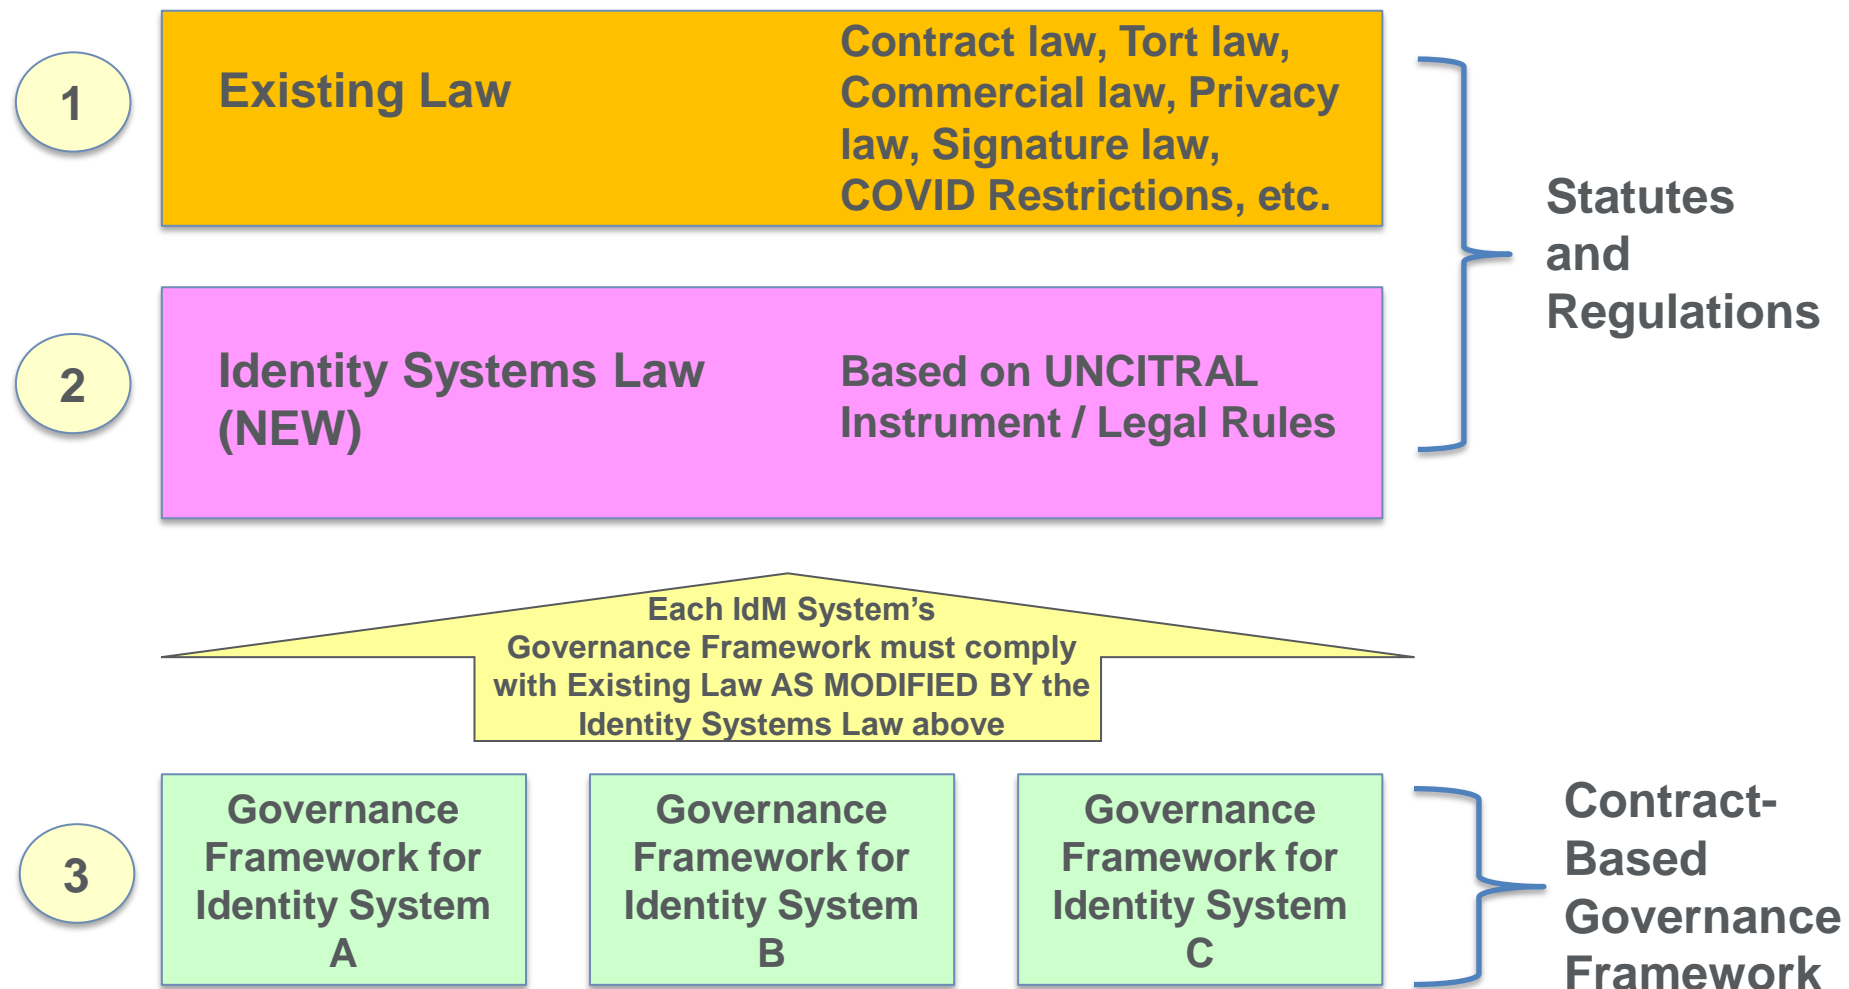 1
Existing Law
Contract law, Tort law,
Commercial law, Privacy
law, Signature law,
COVID Restrictions, etc.
Statutes
and
Regulations
2
Identity Systems Law
(NEW)
Based on UNCITRAL
Instrument / Legal Rules
Each IdM System’s
Governance Framework must comply
with Existing Law AS MODIFIED BY the
Identity Systems Law above
3
Governance
Framework for
Identity System
A
Governance
Framework for
Identity System
B
Governance
Framework for
Identity System
C
Contract-
Based
Governance
Framework